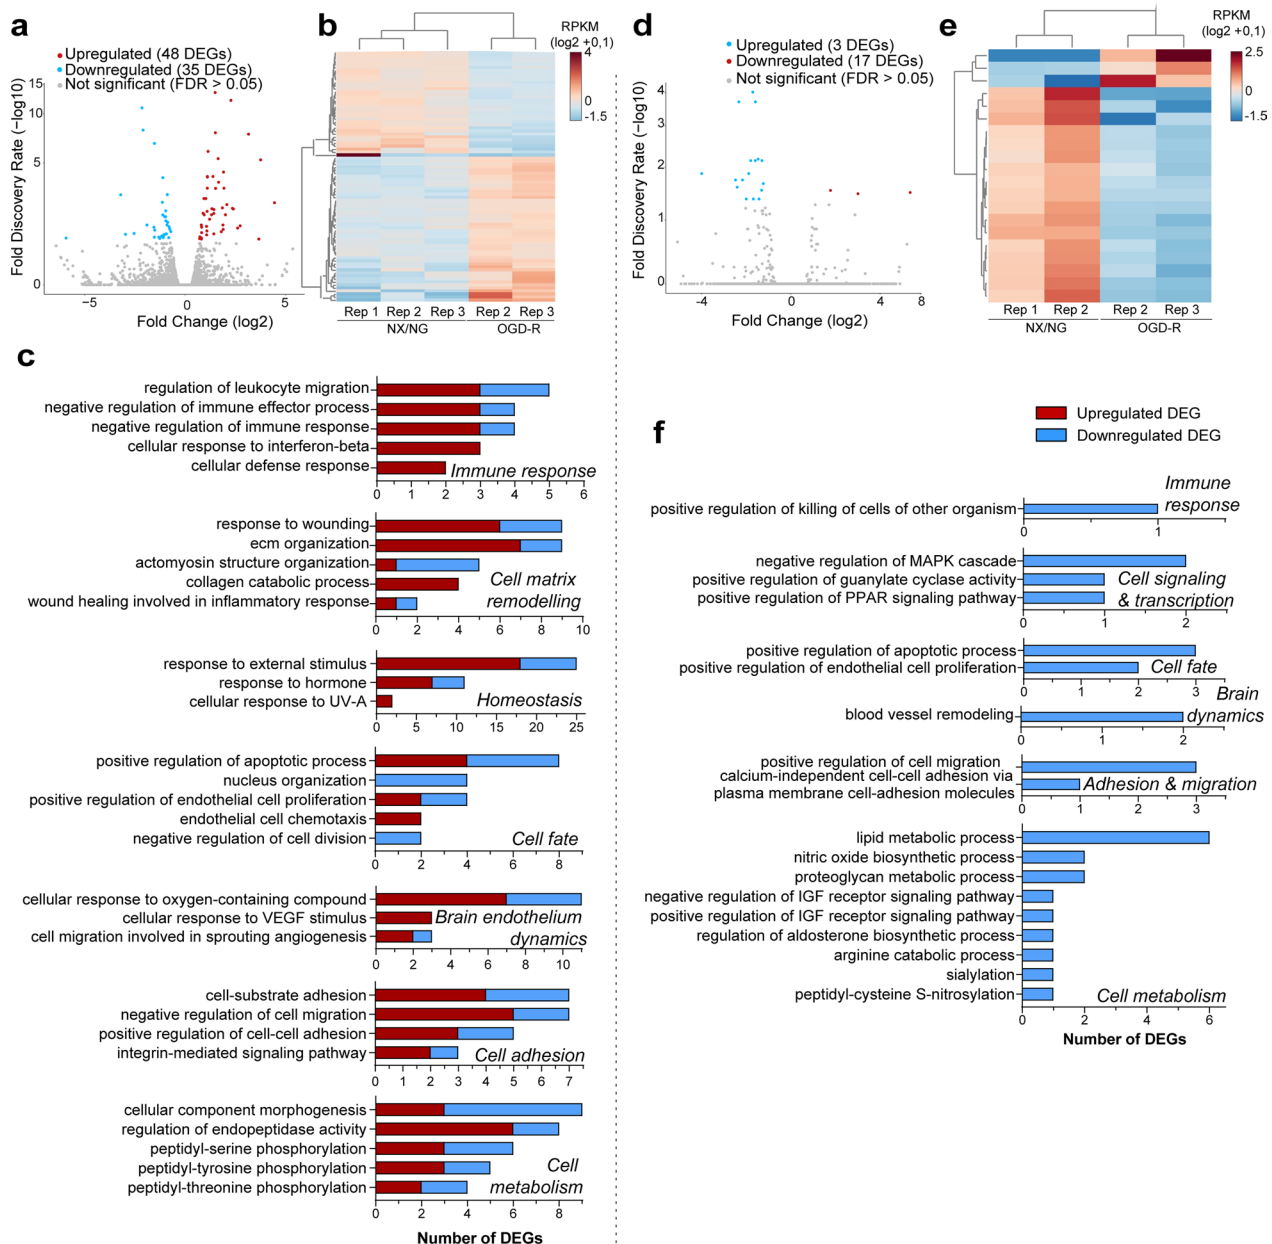 a
Upregulated (48 DEGs)
Downregulated (35 DEGs)
Not significant (FDR > 0.05)
Fold Discovery Rate (−log10)
15
10
5
0
−5
0
5
Fold Change (log2)
b
RPKM
(log2 +0,1)
4
0
-1.5
Rep 1 Rep 2 Rep 3 Rep 2 Rep 3
NX/NG OGD-R
c
regulation of leukocyte migration
negative regulation of immune effector process
negative regulation of immune response
cellular response to interferon-beta
cellular defense response
Immune response
0 1 2 3 4 5 6
response to wounding
ecm organization
actomyosin structure organization
collagen catabolic process
wound healing involved in inflammatory response
Cell matrix
remodelling
0 2 4 6 8 10
response to external stimulus
response to hormone
cellular response to UV-A
Homeostasis
0 5 10 15 20 25
positive regulation of apoptotic process
nucleus organization
positive regulation of endothelial cell proliferation
endothelial cell chemotaxis
negative regulation of cell division
Cell fate
0 2 4 6 8
cellular response to oxygen-containing compound
cellular response to VEGF stimulus
cell migration involved in sprouting angiogenesis
Brain endothelium
dynamics
0 2 4 6 8 10
cell-substrate adhesion
negative regulation of cell migration
positive regulation of cell-cell adhesion
integrin-mediated signaling pathway
Cell adhesion
0 1 2 3 4 5 6 7
cellular component morphogenesis
regulation of endopeptidase activity
peptidyl-serine phosphorylation
peptidyl-tyrosine phosphorylation
peptidyl-threonine phosphorylation
Cell
metabolism
0 2 4 6 8
Number of DEGs
d
Upregulated (3 DEGs)
Downregulated (17 DEGs)
Not significant (FDR > 0.05)
Fold Discovery Rate (−log10)
4
3
2
1
0
−4 0 4 8
Fold Change (log2)
e
RPKM
(log2 +0,1)
2.5
0
-1.5
Rep 1 Rep 2 Rep 2 Rep 3
NX/NG OGD-R
f
Upregulated DEG
Downregulated DEG
positive regulation of killing of cells of other organism
Immune
response
0 1
negative regulation of MAPK cascade
positive regulation of guanylate cyclase activity
positive regulation of PPAR signaling pathway
Cell signaling
& transcription
0 1 2
positive regulation of apoptotic process
positive regulation of endothelial cell proliferation
Cell fate
0 1 2 3
blood vessel remodeling
Brain
dynamics
0 1 2
positive regulation of cell migration
calcium-independent cell-cell adhesion via
plasma membrane cell-adhesion molecules
Adhesion & migration
0 1 2 3
lipid metabolic process
nitric oxide biosynthetic process
proteoglycan metabolic process
negative regulation of IGF receptor signaling pathway
positive regulation of IGF receptor signaling pathway
regulation of aldosterone biosynthetic process
arginine catabolic process
sialylation
peptidyl-cysteine S-nitrosylation
Cell metabolism
0 2 4 6
Number of DEGs